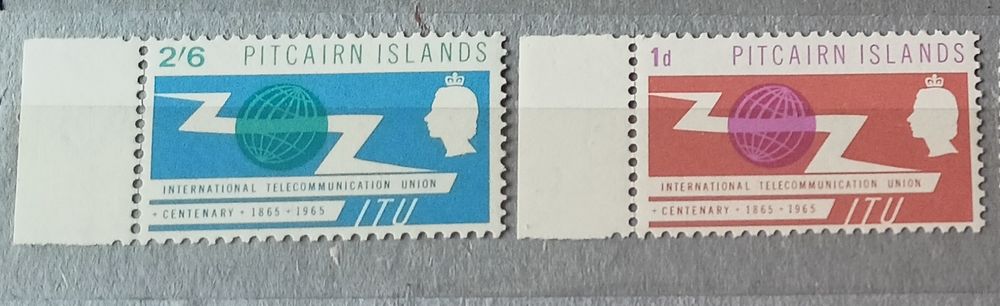 2/6 PITCAIRN ISLANDS
INTERNATIONAL TELECOMMUNICATION UNION
+ CENTENARY + 1865 + 1965
ITU
1d PITCAIRN ISLANDS
INTERNATIONAL TELECOMMUNICATION UNION
+ CENTENARY + 1865 + 1965
ITU